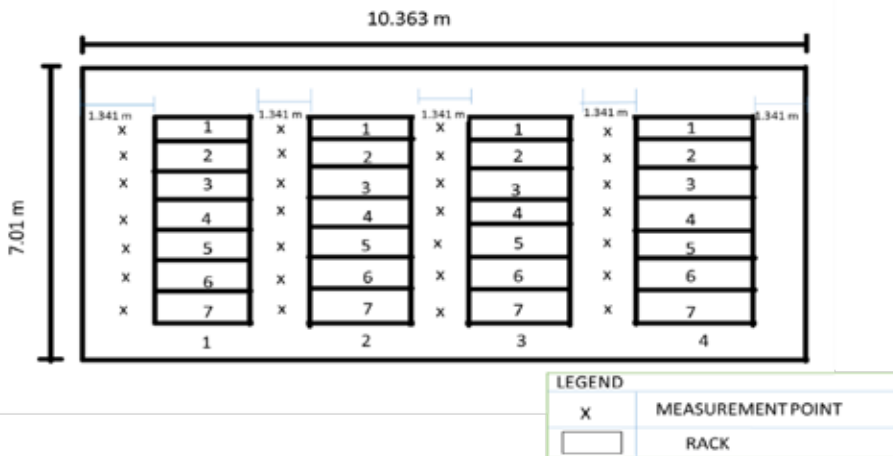 10.363 m
7.01 m
1.341 m 1.341 m 1.341 m 1.341 m 1.341 m
x 1 x 1 x 1 x 1
x 2 x 2 x 2 x 2
x 3 x 3 x 3 x 3
x 4 x 4 x 4 x 4
x 5 x 5 x 5 x 5
x 6 x 6 x 6 x 6
x 7 x 7 x 7 x 7
1 2 3 4
LEGEND
X MEASUREMENT POINT
RACK